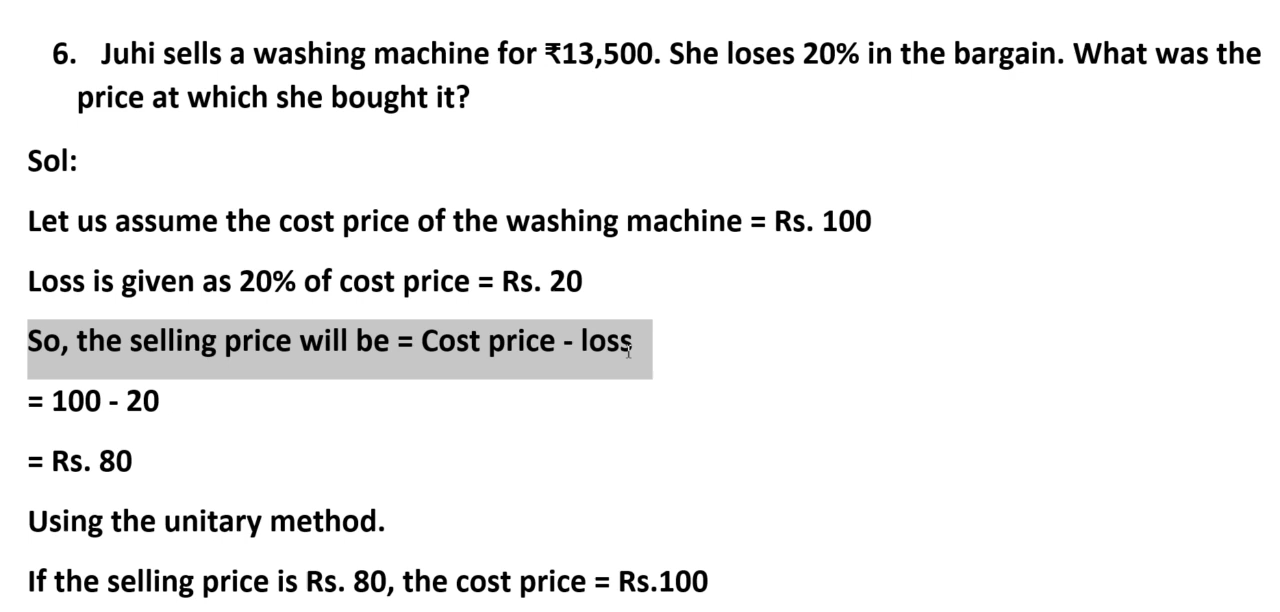 6. Juhi sells a washing machine for ₹13,500. She loses 20% in the bargain. What was the
price at which she bought it?
Sol:
Let us assume the cost price of the washing machine = Rs. 100
Loss is given as 20% of cost price = Rs. 20
So, the selling price will be = Cost price - loss
= 100 - 20
= Rs. 80
Using the unitary method.
If the selling price is Rs. 80, the cost price = Rs.100